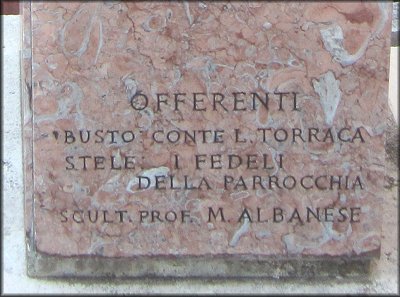 OFFERENTI
BUSTO: CONTE L. TORRACA
STELE: I FEDELI
DELLA PARROCCHIA
SCULT. PROF. M. ALBANESE